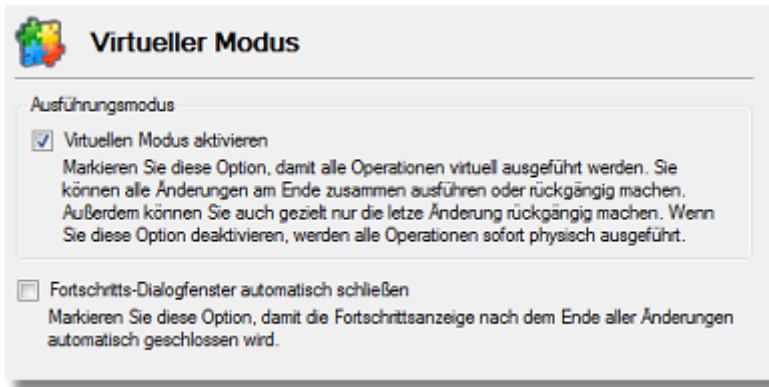 Virtueller Modus
Ausführungsmodus
Virtuellen Modus aktivieren
Markieren Sie diese Option, damit alle Operationen virtuell ausgeführt werden. Sie
können alle Änderungen am Ende zusammen ausführen oder rückgängig machen.
Außerdem können Sie auch gezielt nur die letze Änderung rückgängig machen. Wenn
Sie diese Option deaktivieren, werden alle Operationen sofort physisch ausgeführt.
Fortschritts-Dialogfenster automatisch schließen
Markieren Sie diese Option, damit die Fortschrittsanzeige nach dem Ende aller Änderungen
automatisch geschlossen wird.